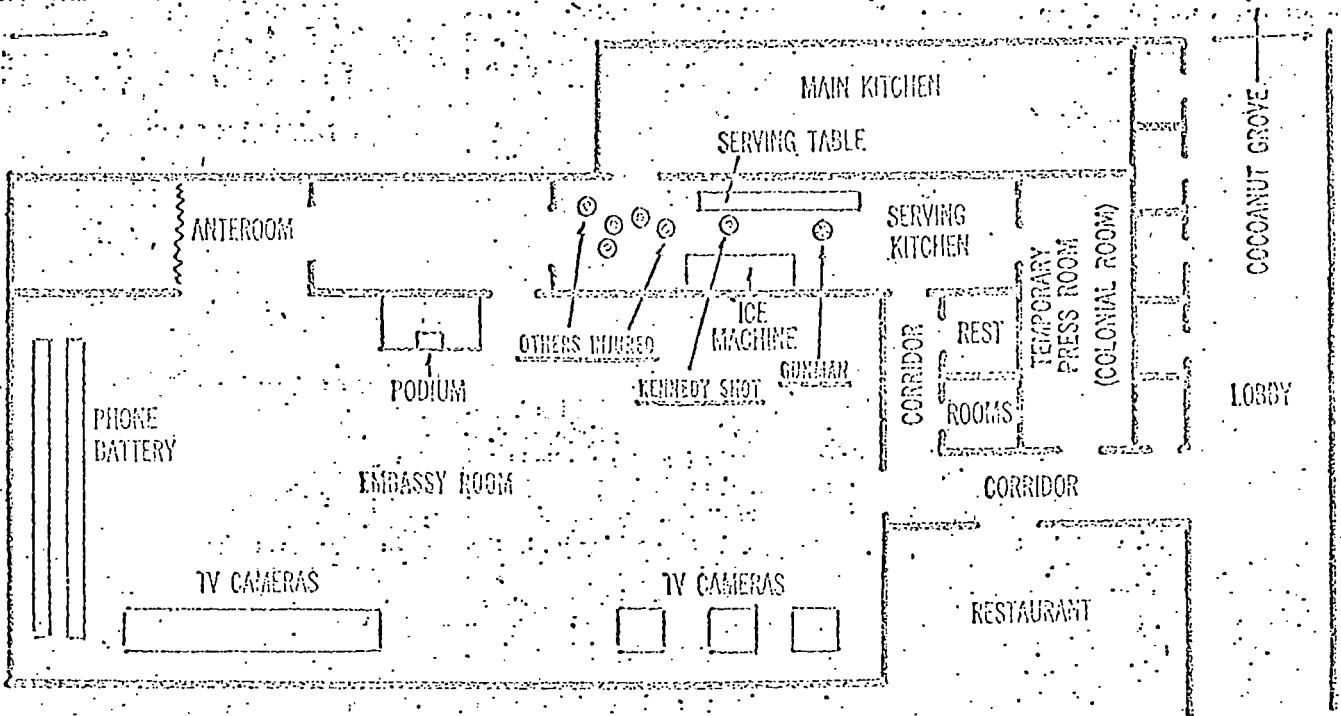 MAIN KITCHEN
SERVING TABLE
COCOANUT GROVE
ANTEROOM
SERVING
KITCHEN
TEMPORARY
PRESS ROOM
(COLONIAL ROOM)
ICE
MACHINE
OTHERS INJURED
KENNEDY SHOT
GUNMAN
PODIUM
CORRIDOR
REST
ROOMS
LOBBY
PHONE
BATTERY
EMBASSY ROOM
CORRIDOR
TV CAMERAS
TV CAMERAS
RESTAURANT